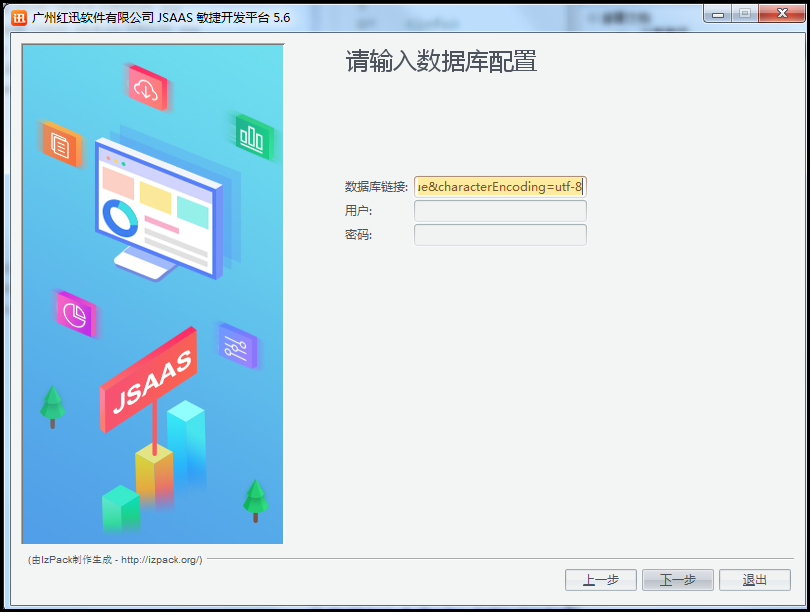 广州红迅软件有限公司 JSAAS 敏捷开发平台 5.6
请输入数据库配置
数据库链接: ue&characterEncoding=utf-8
用户:
密码:
JSAAS
(由IzPack制作生成 - http://izpack.org/)
上一步 下一步 退出